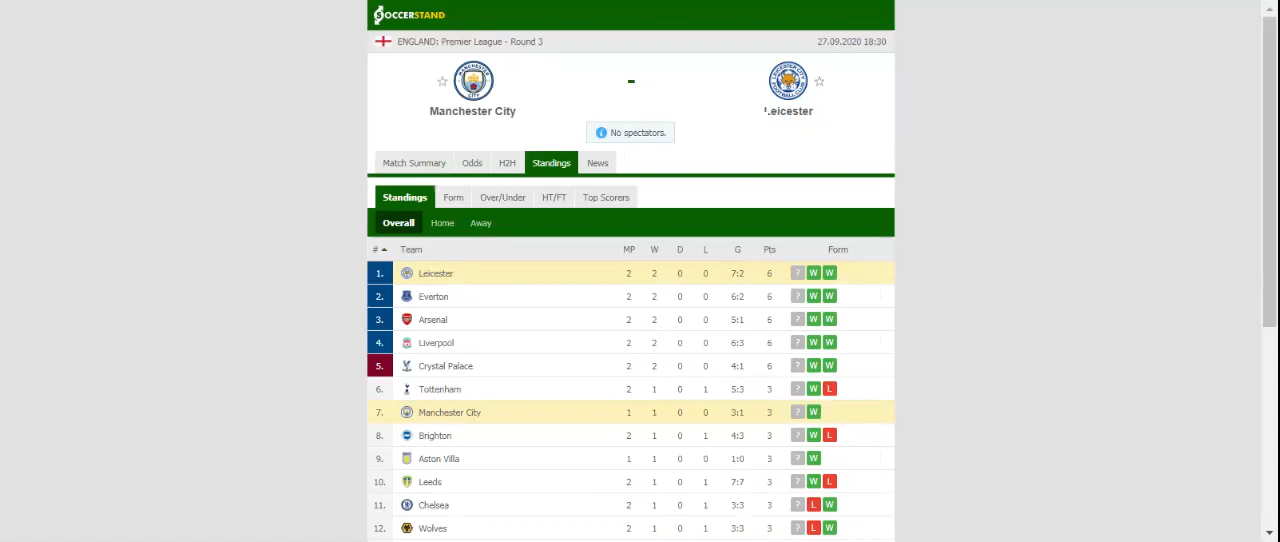 SOCCERSTAND
ENGLAND: Premier League - Round 3 27.09.2020 18:30
-
Manchester City Leicester
No spectators.
Match Summary Odds H2H Standings News
Standings Form Over/Under HT/FT Top Scorers
Overall Home Away
# Team MP W D L G Pts Form
1. Leicester 2 2 0 0 7:2 6 ? W W
2. Everton 2 2 0 0 6:2 6 ? W W
3. Arsenal 2 2 0 0 5:1 6 ? W W
4. Liverpool 2 2 0 0 6:3 6 ? W W
5. Crystal Palace 2 2 0 0 4:1 6 ? W W
6. Tottenham 2 1 0 1 5:3 3 ? W L
7. Manchester City 1 1 0 0 3:1 3 ? W
8. Brighton 2 1 0 1 4:3 3 ? W L
9. Aston Villa 1 1 0 0 1:0 3 ? W
10. Leeds 2 1 0 1 7:7 3 ? W L
11. Chelsea 2 1 0 1 3:3 3 ? L W
12. Wolves 2 1 0 1 3:3 3 ? L W